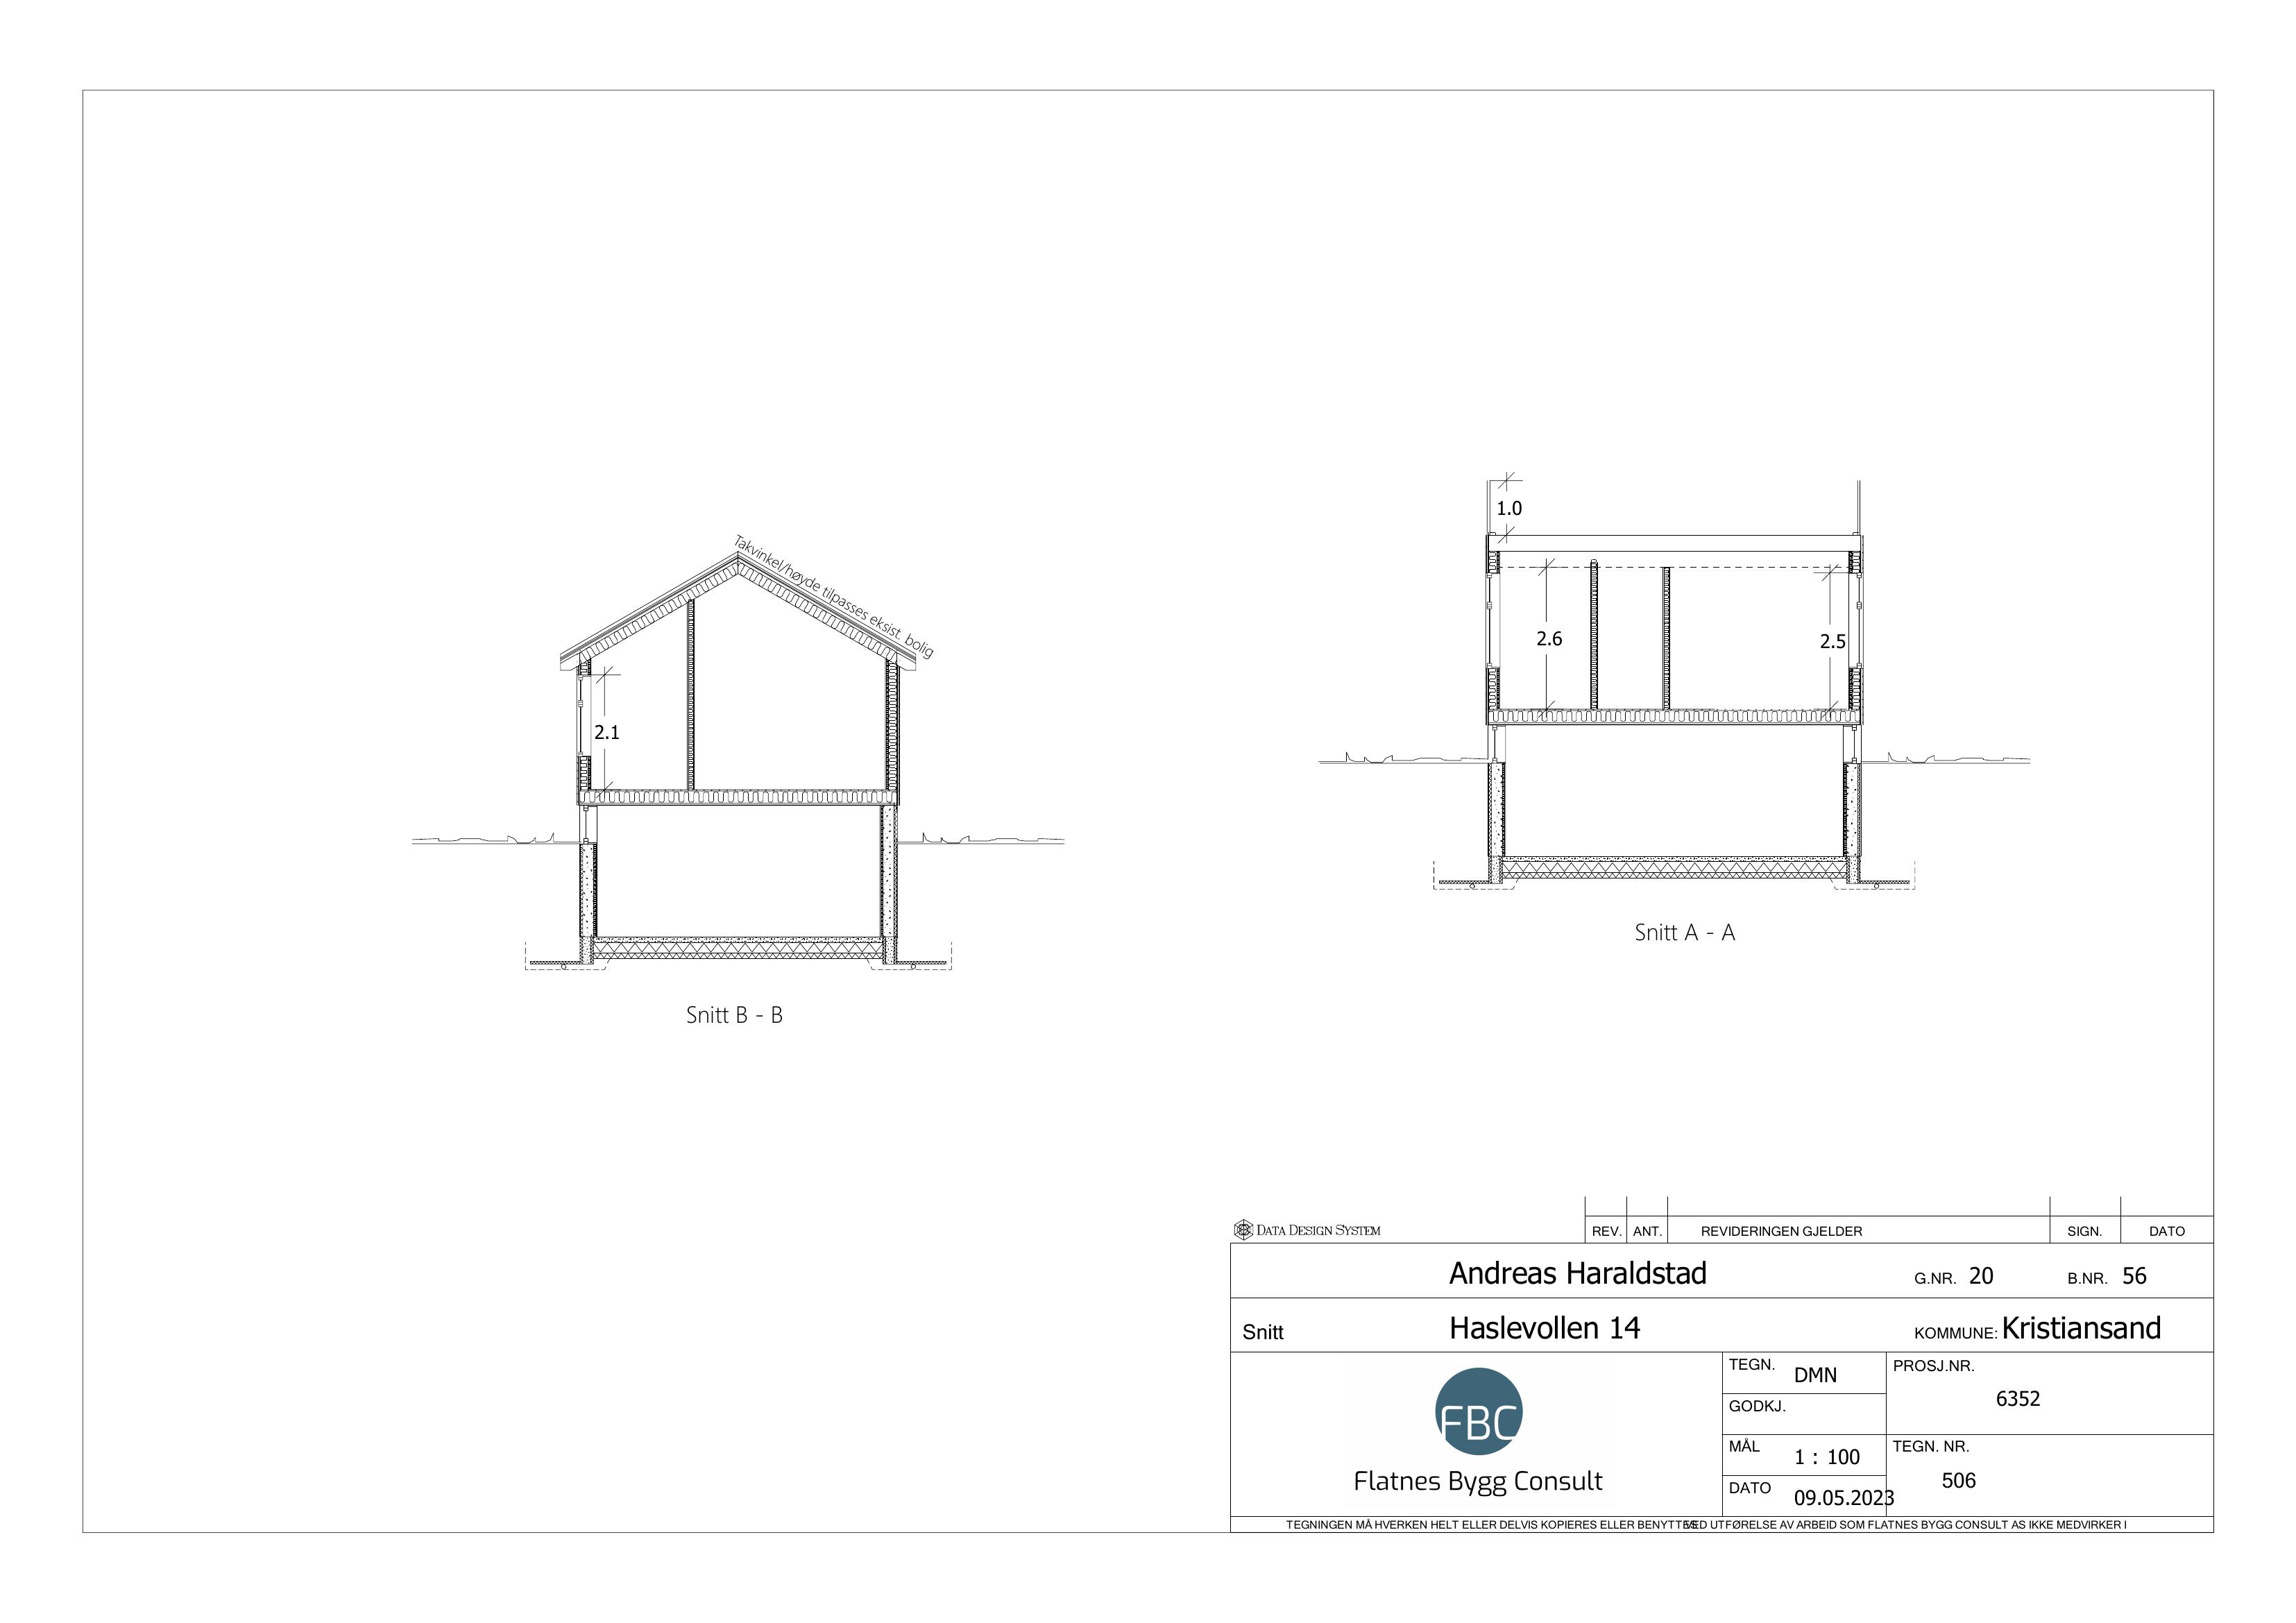 Takvinkel/høyde tilpasses eksist. bolig
2.1
Snitt B - B
1.0
2.6
2.5
Snitt A - A
DATA DESIGN SYSTEM
REV. ANT. REVIDERINGEN GJELDER SIGN. DATO
Andreas Haraldstad G.NR. 20 B.NR. 56
Snitt Haslevollen 14 KOMMUNE: Kristiansand
FBC
Flatnes Bygg Consult
TEGN. DMN
GODKJ.
MÅL 1 : 100
DATO 09.05.2023
PROSJ.NR.
6352
TEGN. NR.
506
TEGNINGEN MÅ HVERKEN HELT ELLER DELVIS KOPIERES ELLER BENYTTES VED UTFØRELSE AV ARBEID SOM FLATNES BYGG CONSULT AS IKKE MEDVIRKER I